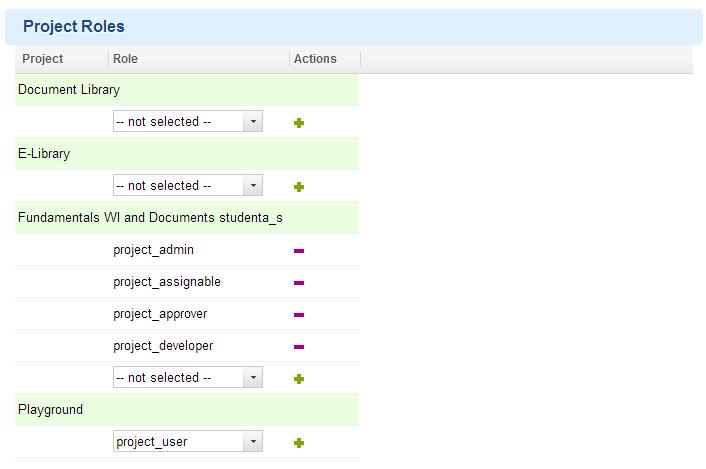 Project Roles
Project Role Actions
Document Library
-- not selected --
E-Library
-- not selected --
Fundamentals WI and Documents studenta_s
project_admin
project_assignable
project_approver
project_developer
-- not selected --
Playground
project_user